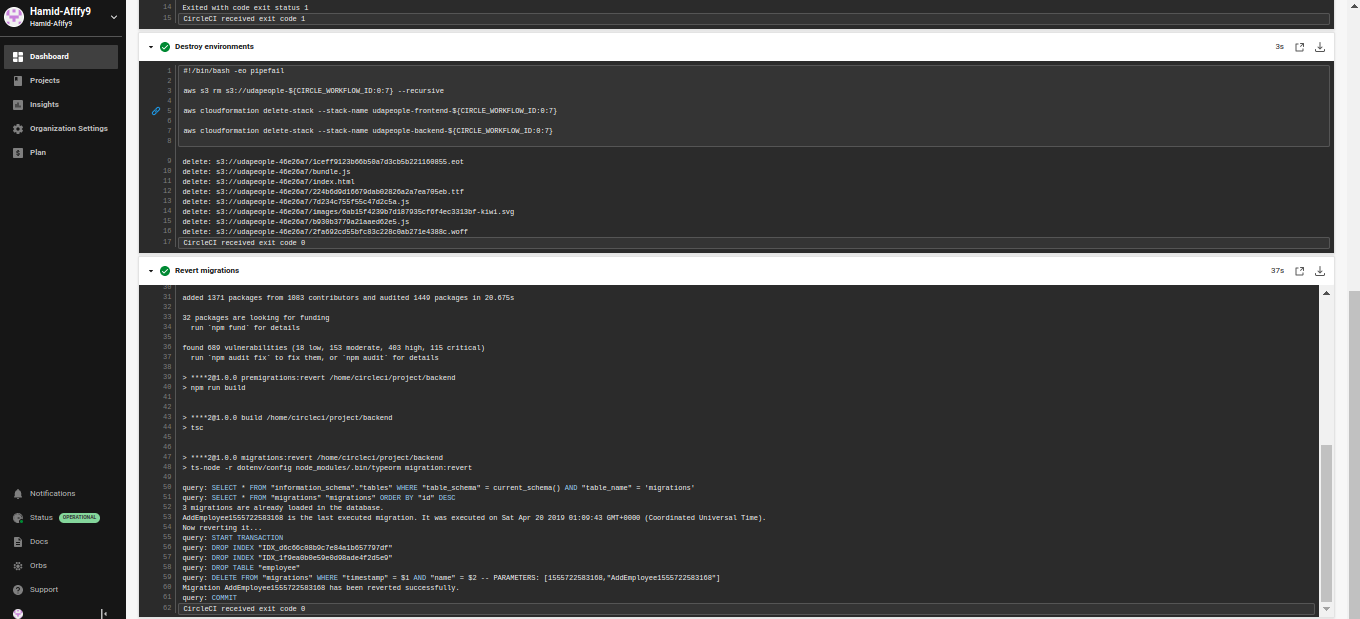 Hamid-Afify9
Hamid-Afify9
Dashboard
Projects
Insights
Organization Settings
Plan
Notifications
Status OPERATIONAL
Docs
Orbs
Support
14 Exited with code exit status 1
15 CircleCI received exit code 1
Destroy environments 3s
1 #!/bin/bash -eo pipefail
2
3 aws s3 rm s3://udapeople-${CIRCLE_WORKFLOW_ID:0:7} --recursive
4
5 aws cloudformation delete-stack --stack-name udapeople-frontend-${CIRCLE_WORKFLOW_ID:0:7}
6
7 aws cloudformation delete-stack --stack-name udapeople-backend-${CIRCLE_WORKFLOW_ID:0:7}
8
9 delete: s3://udapeople-46e26a7/1ceff9123b66b50a7d3cb5b221160855.eot
10 delete: s3://udapeople-46e26a7/bundle.js
11 delete: s3://udapeople-46e26a7/index.html
12 delete: s3://udapeople-46e26a7/224b6d9d16679dab02826a2a7ea705eb.ttf
13 delete: s3://udapeople-46e26a7/7d234c755f55c47d2c5a.js
14 delete: s3://udapeople-46e26a7/images/6ab15f4239b7d187935cf6f4ec3313bf-kiwi.svg
15 delete: s3://udapeople-46e26a7/b930b3779a21aaed62e5.js
16 delete: s3://udapeople-46e26a7/2fa692cd55bfc83c228c0ab271e4388c.woff
17 CircleCI received exit code 0
Revert migrations 37s
30
31 added 1371 packages from 1083 contributors and audited 1449 packages in 20.675s
32
33 32 packages are looking for funding
34 run `npm fund` for details
35
36 found 689 vulnerabilities (18 low, 153 moderate, 403 high, 115 critical)
37 run `npm audit fix` to fix them, or `npm audit` for details
38
39 > ****2@1.0.0 premigrations:revert /home/circleci/project/backend
40 > npm run build
41
42
43 > ****2@1.0.0 build /home/circleci/project/backend
44 > tsc
45
46
47 > ****2@1.0.0 migrations:revert /home/circleci/project/backend
48 > ts-node -r dotenv/config node_modules/.bin/typeorm migration:revert
49
50 query: SELECT * FROM "information_schema"."tables" WHERE "table_schema" = current_schema() AND "table_name" = 'migrations'
51 query: SELECT * FROM "migrations" "migrations" ORDER BY "id" DESC
52 3 migrations are already loaded in the database.
53 AddEmployee1555722583168 is the last executed migration. It was executed on Sat Apr 20 2019 01:09:43 GMT+0000 (Coordinated Universal Time).
54 Now reverting it...
55 query: START TRANSACTION
56 query: DROP INDEX "IDX_d6c66c08b9c7e84a1b657797df"
57 query: DROP INDEX "IDX_1f9ea0b0e59e0d98ade4f2d5e9"
58 query: DROP TABLE "employee"
59 query: DELETE FROM "migrations" WHERE "timestamp" = $1 AND "name" = $2 -- PARAMETERS: [1555722583168,"AddEmployee1555722583168"]
60 Migration AddEmployee1555722583168 has been reverted successfully.
61 query: COMMIT
62 CircleCI received exit code 0